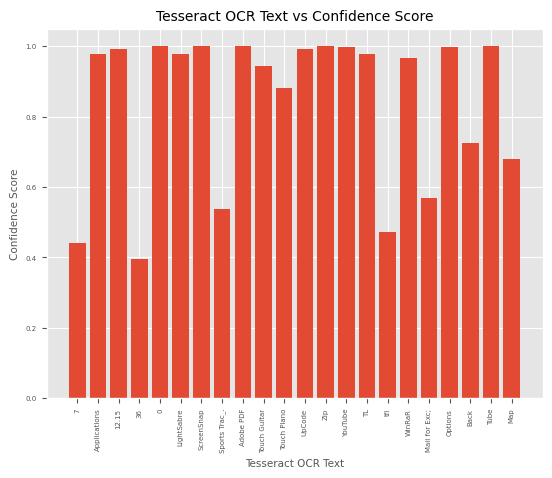 Tesseract OCR Text vs Confidence Score
Confidence Score
1.0
0.8
0.6
0.4
0.2
0.0
7
Applications
12.15
36
0
LightSabre
ScreenSnap
Sports Trac_
Adobe PDF
Touch Guitar
Touch Piano
UpCode
Zip
YouTube
TL
tfl
WinRaR
Mail for Exc;
Options
Back
Tube
Map
Tesseract OCR Text